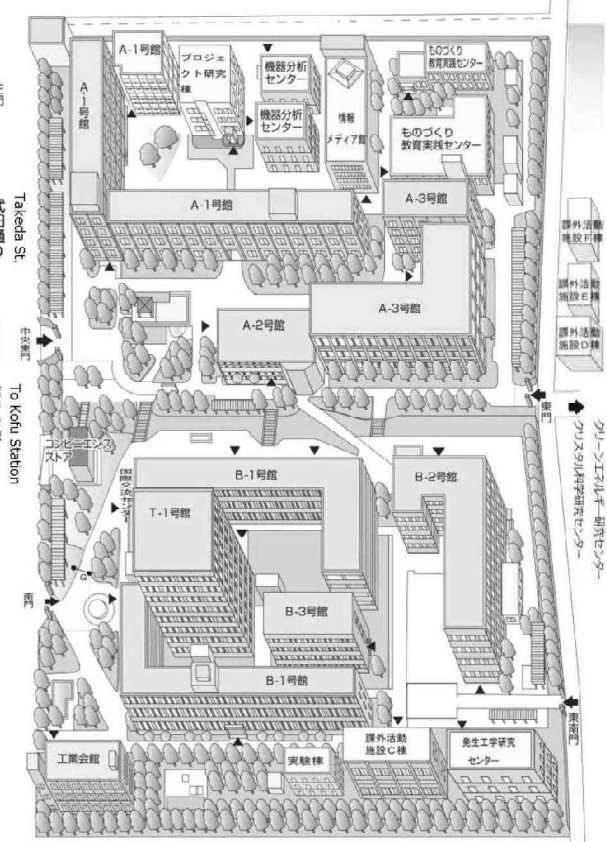 A-1号館
プロジェ
クト研究
棟
機器分析
センター
機器分析
センター
情報
メディア館
ものづくり
教育実践センター
ものづくり
教育実践センター
A-1号館
A-1号館
A-3号館
A-3号館
A-2号館
課外活動
施設F棟
課外活動
施設E棟
課外活動
施設D棟
Takeda St.
武田通り
中央東門
東門
グリーンエネルギー研究センター
クリスタル科学研究センター
To Kofu Station
コンビニエンス
ストア
国際交流センター
B-1号館
T-1号館
B-2号館
B-3号館
B-1号館
G
南門
東南門
工業会館
実験棟
課外活動
施設C棟
発生工学研究
センター